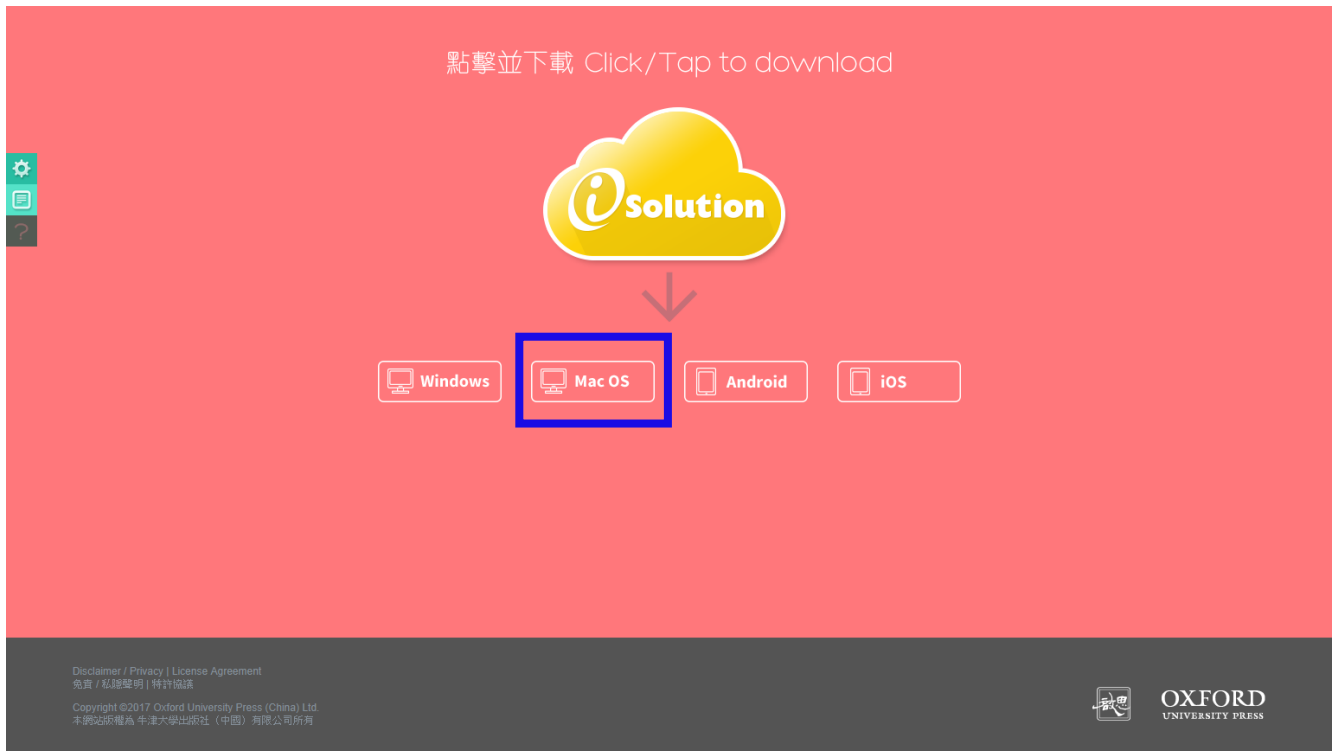 點擊並下載 Click/Tap to download
iSolution
Windows
Mac OS
Android
iOS
?
Disclaimer / Privacy | License Agreement
免責 / 私隱聲明 | 特許協議
Copyright ©2017 Oxford University Press (China) Ltd.
本網站版權為 牛津大學出版社（中國）有限公司所有
啟思
OXFORD
UNIVERSITY PRESS